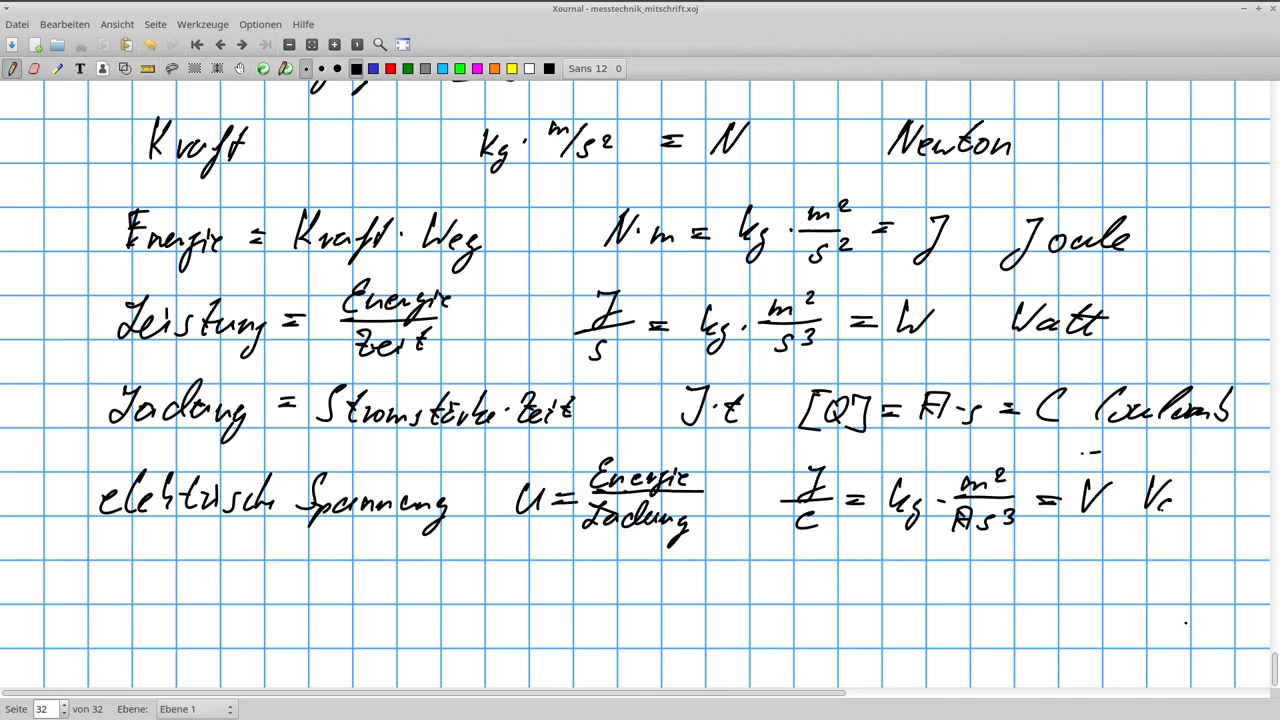 Xournal - messtechnik_mitschrift.xoj
Datei Bearbeiten Ansicht Seite Werkzeuge Optionen Hilfe
Sans 12 0
Kraft kg · m/s² = N Newton
Energie = Kraft · Weg N·m = kg · m²/s² = J Joule
Leistung = Energie/Zeit J/s = kg · m²/s³ = W Watt
Ladung = Stromstärke · Zeit I·t [Q] = A·s = C Coulomb
elektrisch Spannung U = Energie/Ladung J/C = kg · m²/As³ = V Vo
Seite 32 von 32 Ebene: Ebene 1